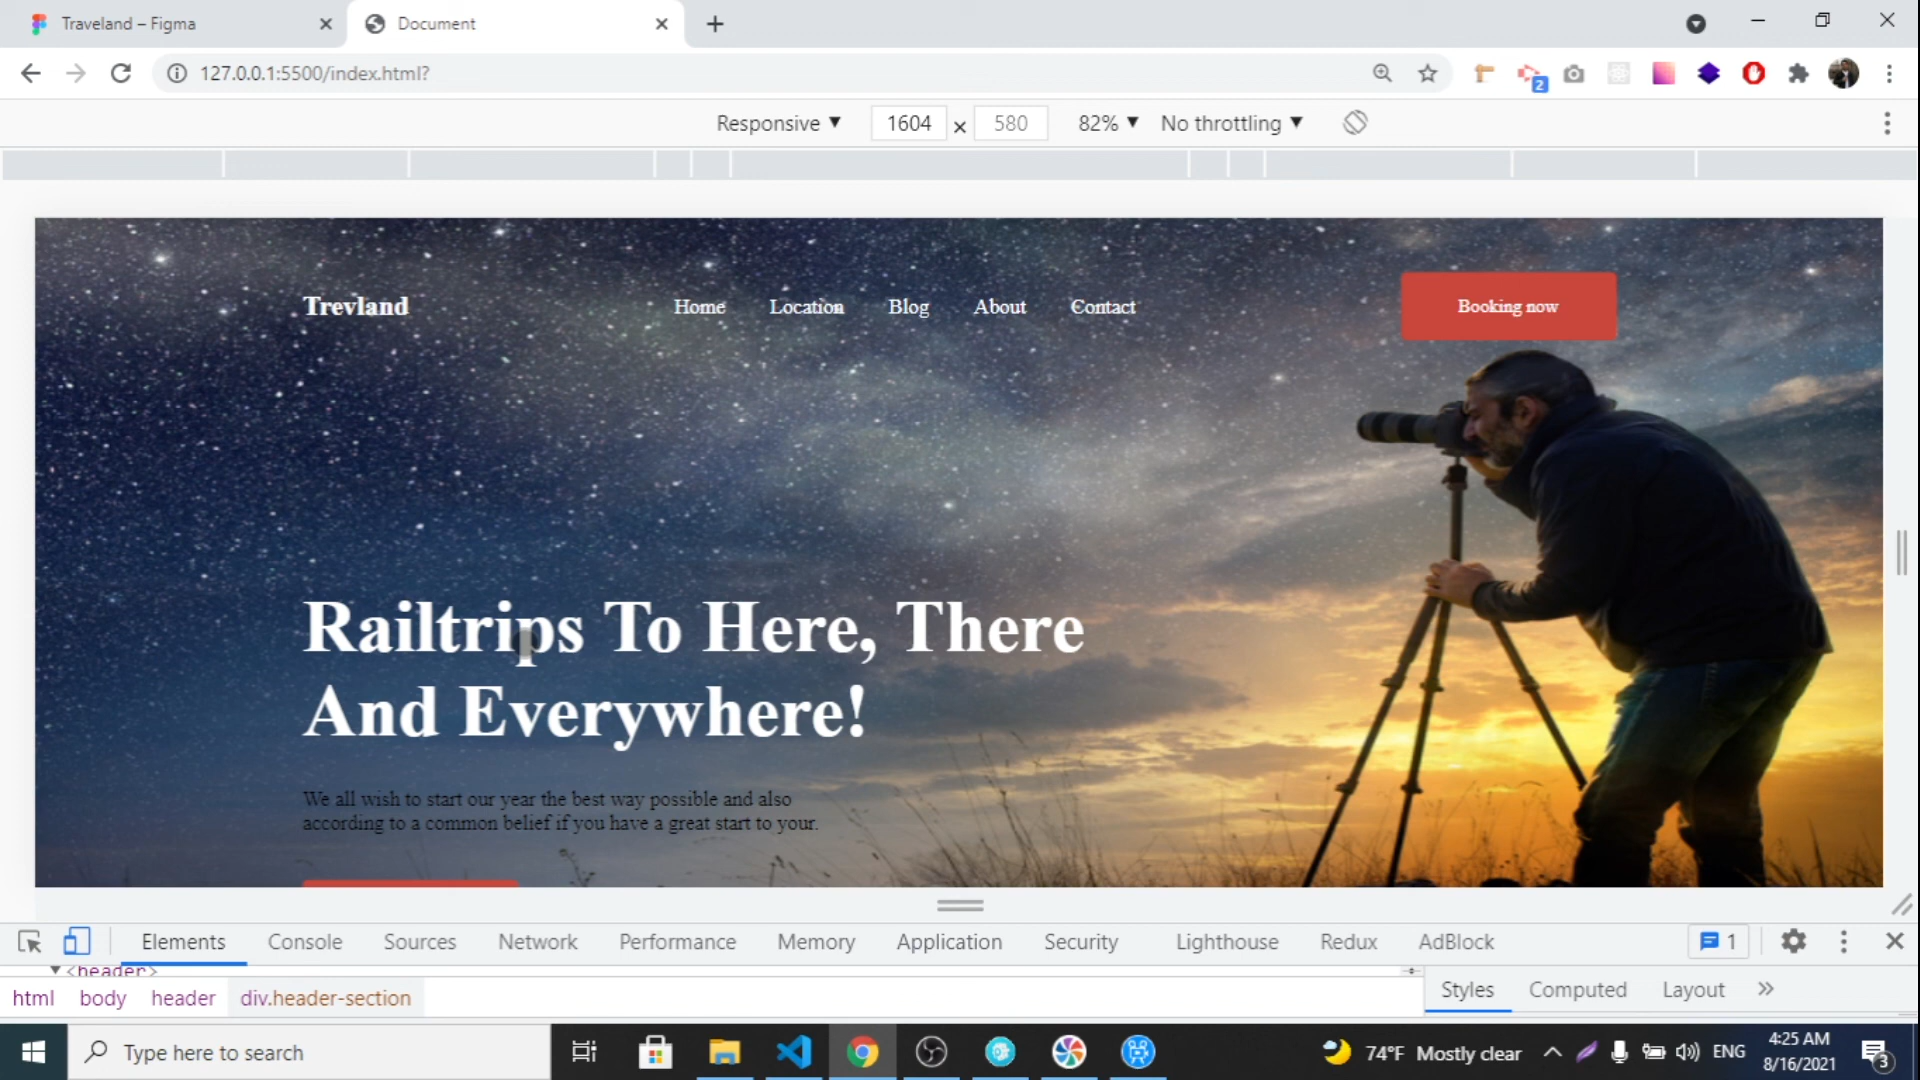 Traveland – Figma
Document
127.0.0.1:5500/index.html?
2
Responsive
1604 × 580
82%
No throttling
Trevland
Home
Location
Blog
About
Contact
Booking now
Railtrips To Here, There
And Everywhere!
We all wish to start our year the best way possible and also
according to a common belief if you have a great start to your.
Elements
Console
Sources
Network
Performance
Memory
Application
Security
Lighthouse
Redux
AdBlock
1
<header>
html
body
header
div.header-section
Styles
Computed
Layout
Type here to search
74°F Mostly clear
ENG
4:25 AM
8/16/2021
3